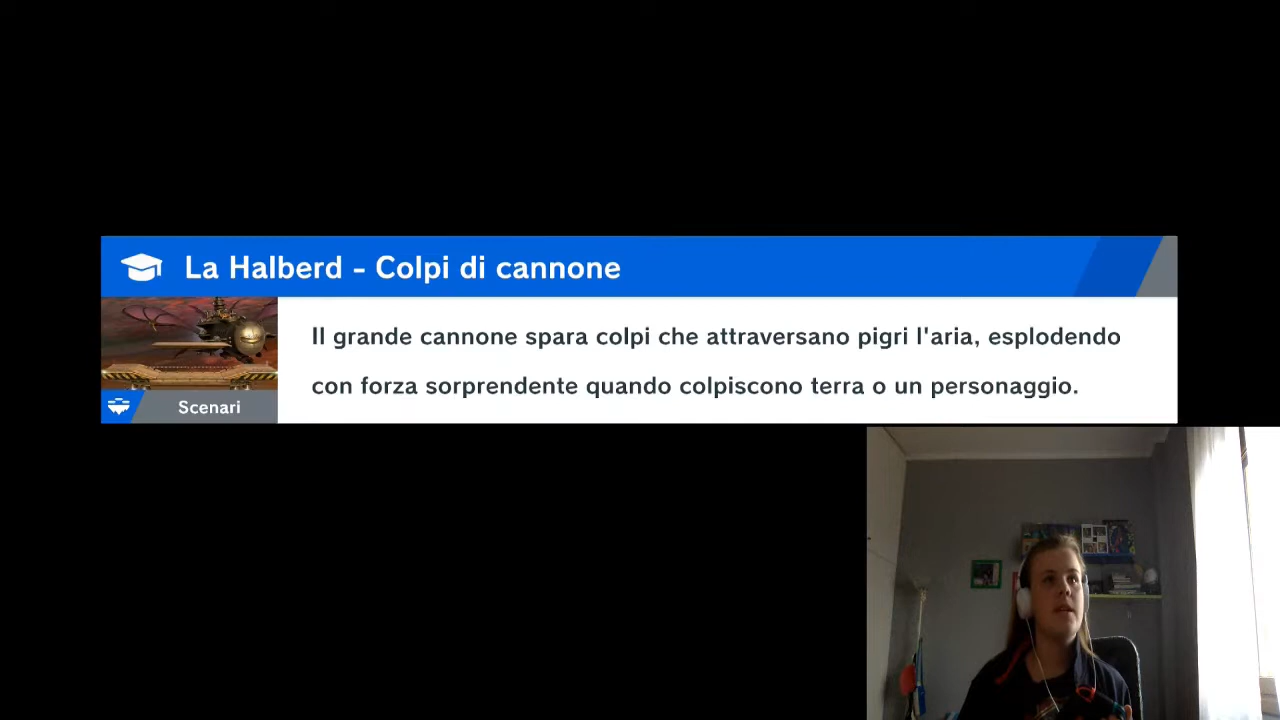 La Halberd - Colpi di cannone
Il grande cannone spara colpi che attraversano pigri l'aria, esplodendo
con forza sorprendente quando colpiscono terra o un personaggio.
Scenari